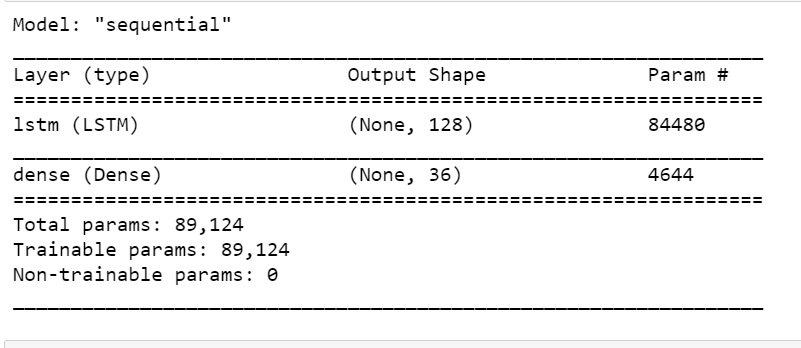 Model: "sequential"
_________________________________________________________________
Layer (type)                 Output Shape              Param #
=================================================================
lstm (LSTM)                  (None, 128)               84480
_________________________________________________________________
dense (Dense)                (None, 36)                4644
=================================================================
Total params: 89,124
Trainable params: 89,124
Non-trainable params: 0
_________________________________________________________________